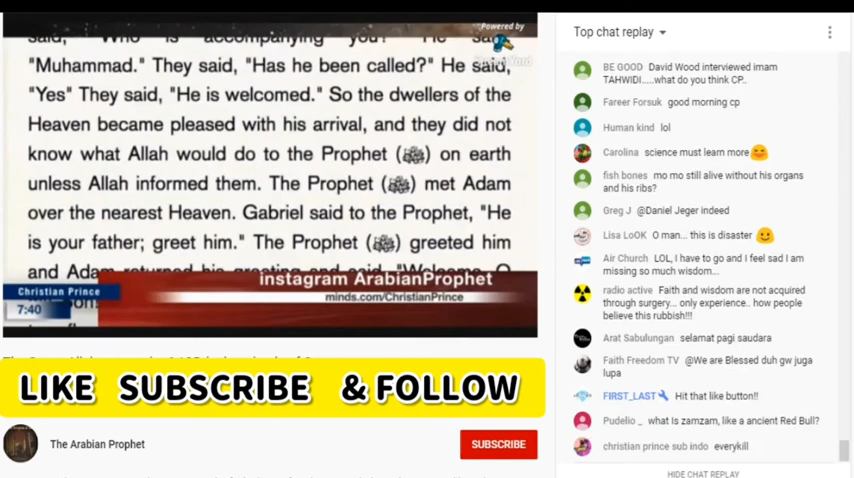 Powered by
said, "Who is accompanying you?" He said,
"Muhammad." They said, "Has he been called?" He said,
"Yes" They said, "He is welcomed." So the dwellers of the
Heaven became pleased with his arrival, and they did not
know what Allah would do to the Prophet (ﷺ) on earth
unless Allah informed them. The Prophet (ﷺ) met Adam
over the nearest Heaven. Gabriel said to the Prophet, "He
is your father; greet him." The Prophet (ﷺ) greeted him
and Adam returned his greeting and said, "Welcome, O
instagram ArabianProphet
Christian Prince
minds.com/ChristianPrince
7:40
LIKE SUBSCRIBE & FOLLOW
The Arabian Prophet
SUBSCRIBE
Top chat replay
BE GOOD David Wood interviewed imam
TAHWIDI.....what do you think CP..
Fareer Forsuk good morning cp
Human kind lol
Carolina science must learn more
fish bones mo mo still alive without his organs
and his ribs?
Greg J @Daniel Jeger indeed
Lisa LoOK O man... this is disaster
Air Church LOL, I have to go and I feel sad I am
missing so much wisdom...
radio active Faith and wisdom are not acquired
through surgery... only experience.. how people
believe this rubbish!!!
Arat Sabulungan selamat pagi saudara
Faith Freedom TV @We are Blessed duh gw juga
lupa
FIRST_LAST Hit that like button!!
Pudelio _ what Is zamzam, like a ancient Red Bull?
christian prince sub indo everykill
HIDE CHAT REPLAY